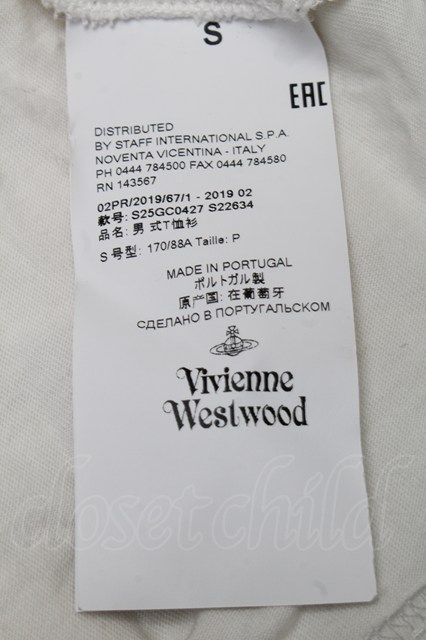 S
EAC
DISTRIBUTED
BY STAFF INTERNATIONAL S.P.A.
NOVENTA VICENTINA - ITALY
PH 0444 784500 FAX 0444 784580
RN 143567
02PR/2019/67/1 - 2019 02
款号: S25GC0427 S22634
品名: 男 式T恤衫
S 号型: 170/88A Taille: P
MADE IN PORTUGAL
ポルトガル製
原产国: 在葡萄牙
СДЕЛАНО В ПОРТУГАЛЬСКОМ
Vivienne
Westwood
closet child